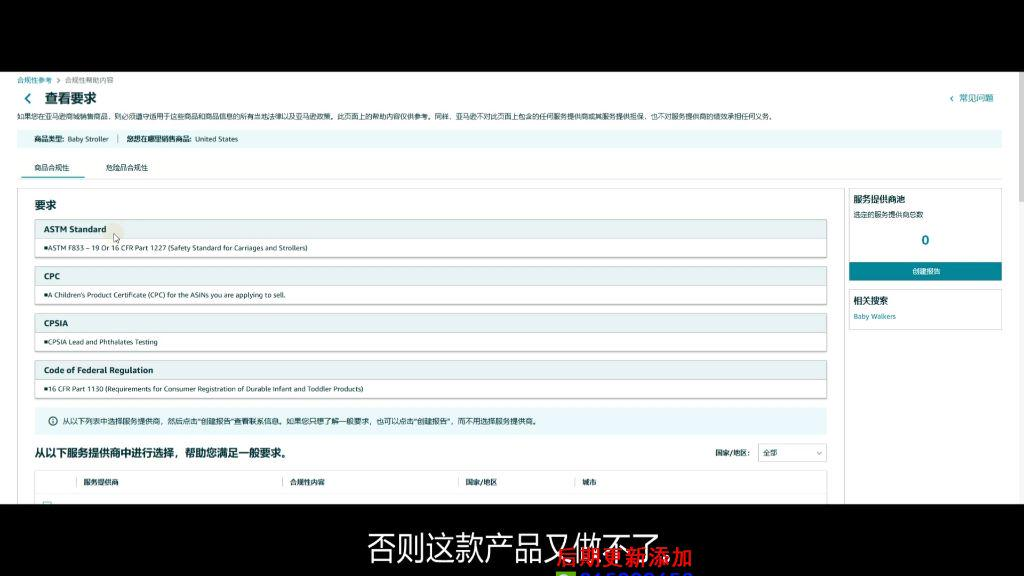 合规性参考 > 合规性帮助内容
查看要求
常见问题
如果您在亚马逊商城销售商品，则必须遵守适用于这些商品和商品信息的所有当地法律以及亚马逊政策。此页面上的帮助内容仅供参考。同样，亚马逊不对此页面上包含的任何服务提供商或其服务提供担保，也不对服务提供商的绩效承担任何义务。
商品类型: Baby Stroller | 您想在哪里销售商品: United States
商品合规性 危险品合规性
要求
ASTM Standard
■ASTM F833 – 19 Or 16 CFR Part 1227 (Safety Standard for Carriages and Strollers)
CPC
■A Children's Product Certificate (CPC) for the ASINs you are applying to sell.
CPSIA
■CPSIA Lead and Phthalates Testing
Code of Federal Regulation
■16 CFR Part 1130 (Requirements for Consumer Registration of Durable Infant and Toddler Products)
从以下列表中选择服务提供商，然后点击"创建报告"查看联系信息。如果您只想了解一般要求，也可以点击"创建报告"，而不用选择服务提供商。
从以下服务提供商中进行选择，帮助您满足一般要求。
国家/地区: 全部
服务提供商 合规性内容 国家/地区 城市
服务提供商池
选定的服务提供商总数
0
创建报告
相关搜索
Baby Walkers
否则这款产品又做不了
后期更新添加